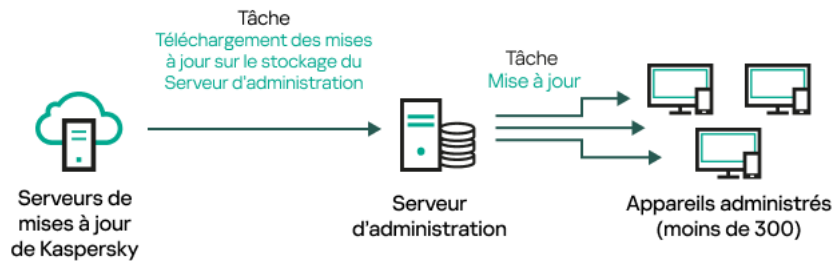 Tâche
Téléchargement des mises
à jour sur le stockage du
Serveur d'administration
Tâche
Mise à jour
Serveurs de
mises à jour
de Kaspersky
Serveur
d'administration
Appareils administrés
(moins de 300)